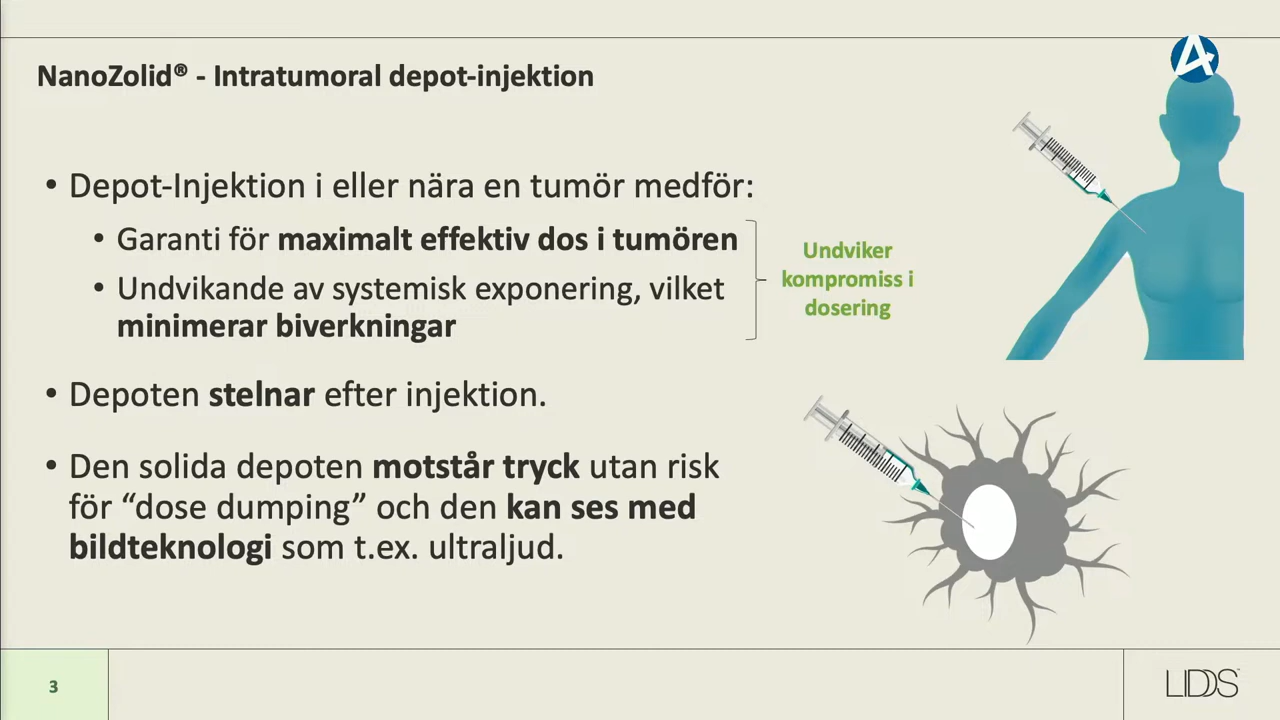 NanoZolid® - Intratumoral depot-injektion
• Depot-Injektion i eller nära en tumör medför:
• Garanti för maximalt effektiv dos i tumören
• Undvikande av systemisk exponering, vilket
minimerar biverkningar
Undviker
kompromiss i
dosering
• Depoten stelnar efter injektion.
• Den solida depoten motstår tryck utan risk
för “dose dumping” och den kan ses med
bildteknologi som t.ex. ultraljud.
3
LIDDS™